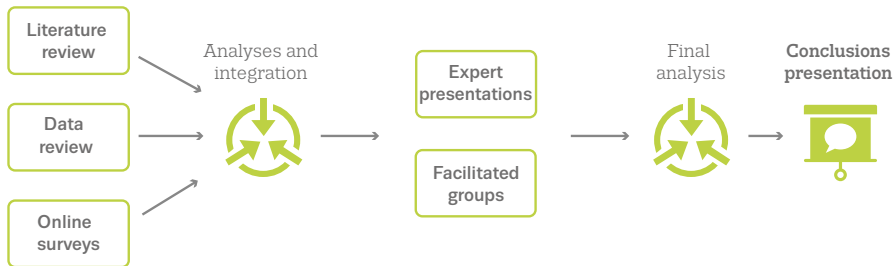 Literature
review
Data
review
Online
surveys
Analyses and
integration
Expert
presentations
Facilitated
groups
Final
analysis
Conclusions
presentation